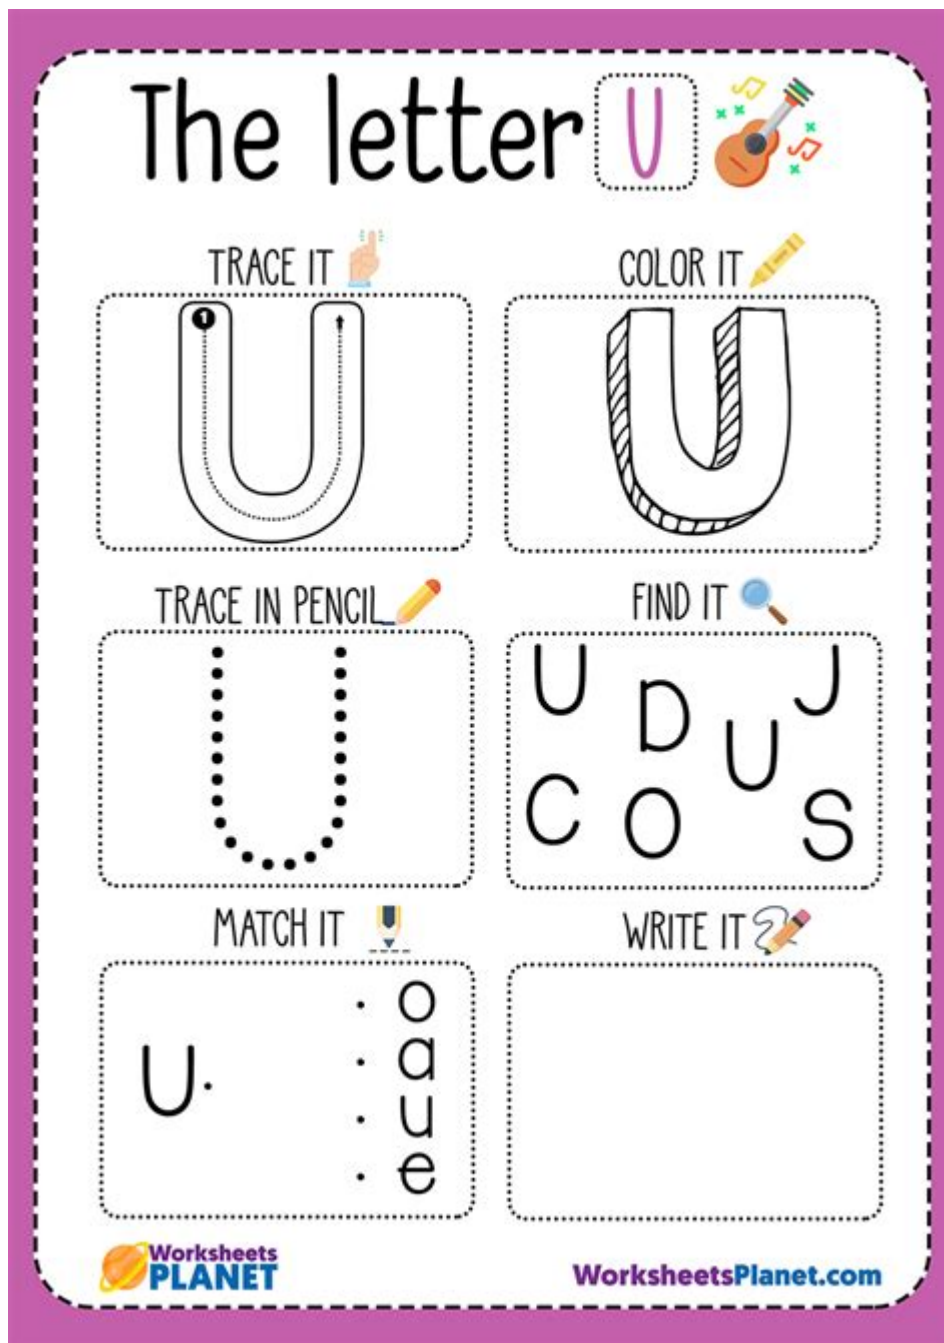 The letter U
TRACE IT
COLOR IT
1
U
U
TRACE IN PENCIL
FIND IT
U
U D J
U
C O S
MATCH IT
WRITE IT
U
o
a
u
e
Worksheets
PLANET
WorksheetsPlanet.com